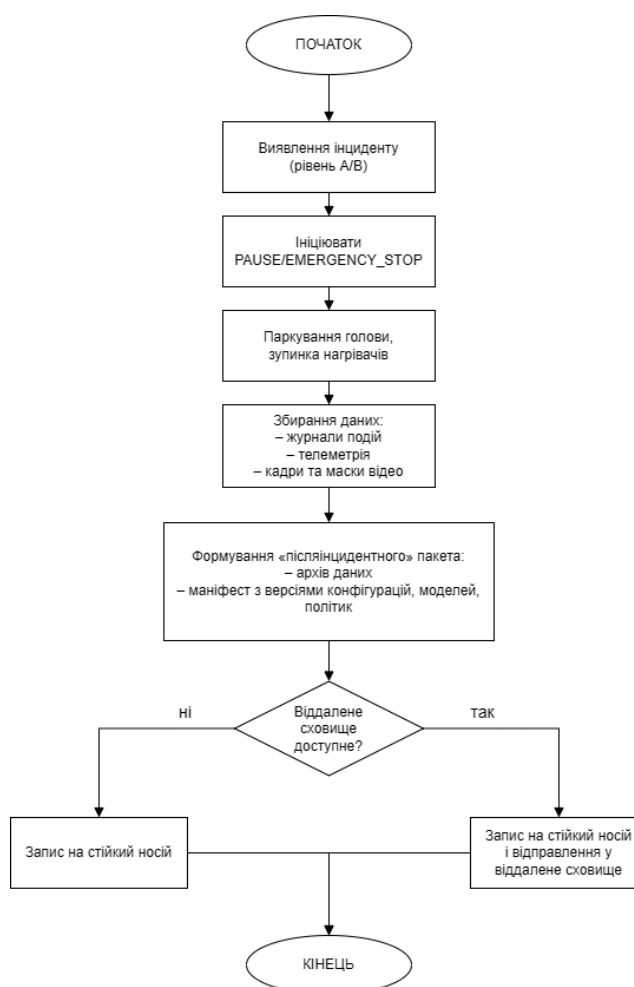 ПОЧАТОК
Виявлення інциденту
(рівень A/B)
Ініціювати
PAUSE/EMERGENCY_STOP
Паркування голови,
зупинка нагрівачів
Збирання даних:
– журнали подій
– телеметрія
– кадри та маски відео
Формування «післяінцидентного» пакета:
– архів даних
– маніфест з версіями конфігурацій, моделей,
політик
Віддалене
сховище
доступне?
ні
так
Запис на стійкий носій
Запис на стійкий носій
і відправлення у
віддалене сховище
КІНЕЦЬ